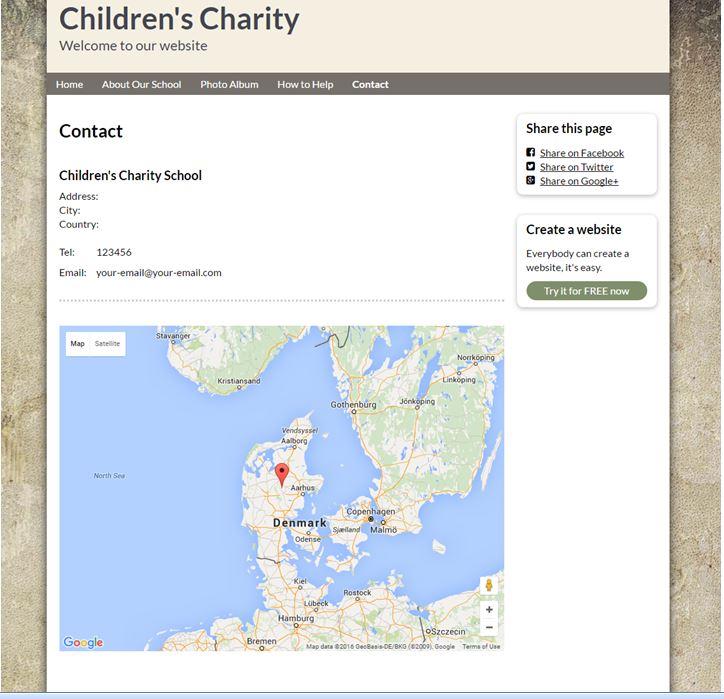 Children's Charity
Welcome to our website
Home About Our School Photo Album How to Help Contact
Contact
Children's Charity School
Address:
City:
Country:
Tel: 123456
Email: your-email@your-email.com
Share this page
Share on Facebook
Share on Twitter
Share on Google+
Create a website
Everybody can create a
website, it's easy.
Try it for FREE now
Map Satellite
Stavanger
Norrköping
Linköping
Kristiansand
Gothenburg
Jönköping
Vendsyssel
Aalborg
North Sea
Aarhus
Copenhagen
Denmark
Sjælland
Malmö
Odense
Kiel
Rostock
Lübeck
Hamburg
Szczecin
Bremen
Google
Map data ©2016 GeoBasis-DE/BKG (©2009), Google Terms of Use